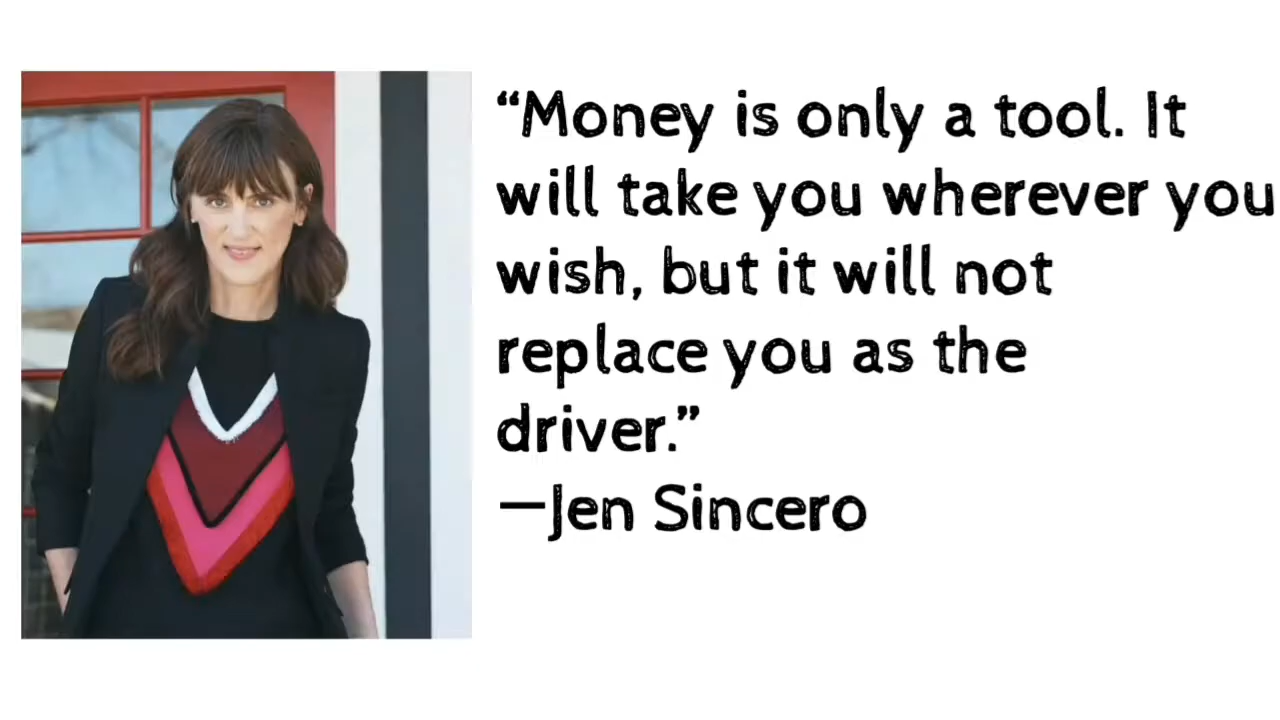 “Money is only a tool. It
will take you wherever you
wish, but it will not
replace you as the
driver.”
—Jen Sincero